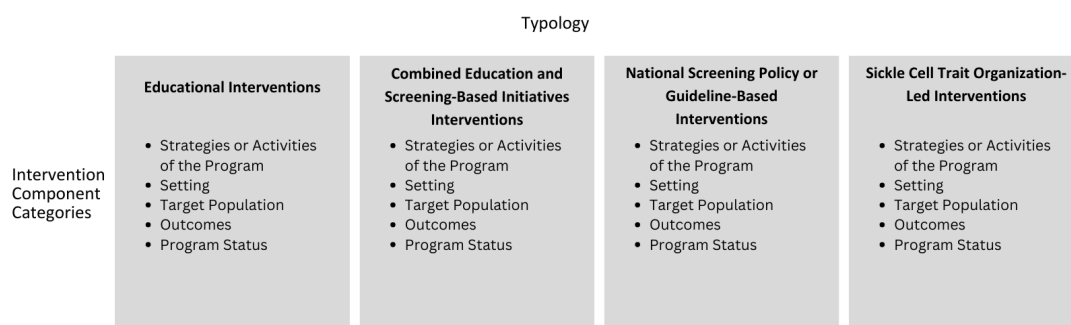 Typology
Educational Interventions
• Strategies or Activities
of the Program
• Setting
• Target Population
• Outcomes
• Program Status
Combined Education and
Screening-Based Initiatives
Interventions
• Strategies or Activities
of the Program
• Setting
• Target Population
• Outcomes
• Program Status
National Screening Policy or
Guideline-Based
Interventions
• Strategies or Activities
of the Program
• Setting
• Target Population
• Outcomes
• Program Status
Sickle Cell Trait Organization-
Led Interventions
• Strategies or Activities
of the Program
• Setting
• Target Population
• Outcomes
• Program Status
Intervention
Component
Categories